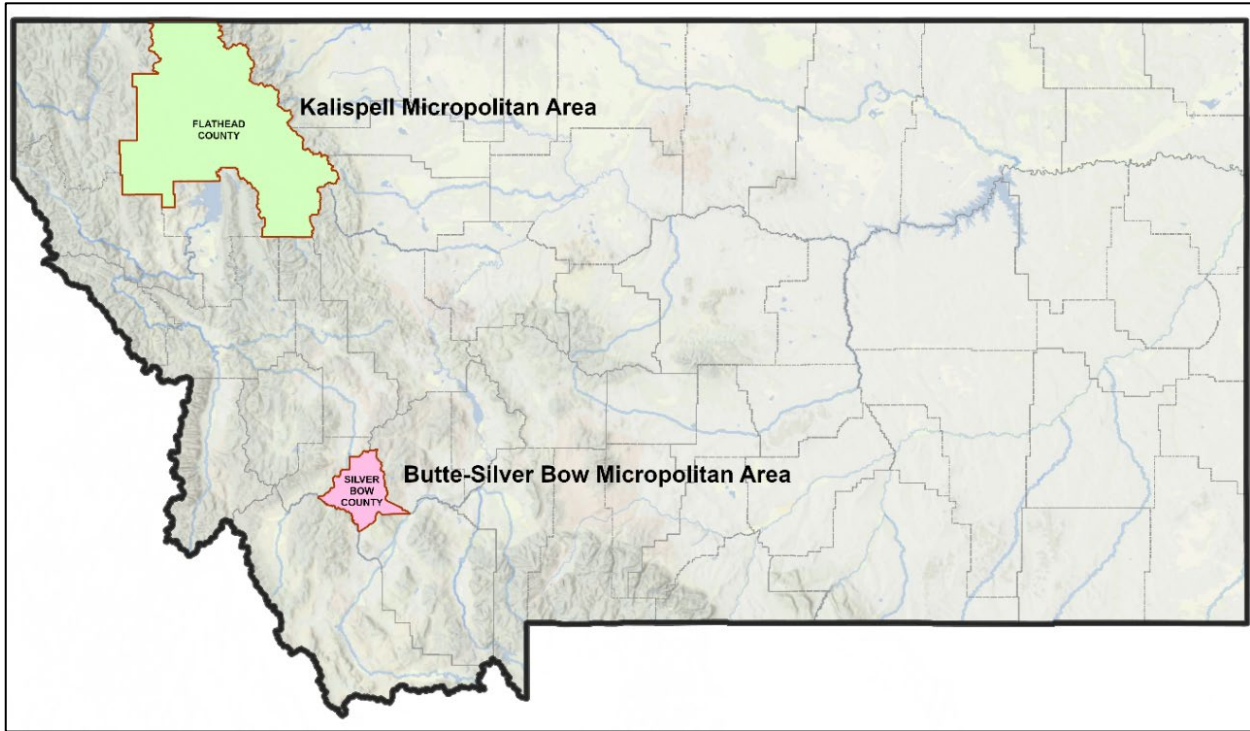 Kalispell Micropolitan Area
FLATHEAD
COUNTY
Butte-Silver Bow Micropolitan Area
SILVER
BOW
COUNTY